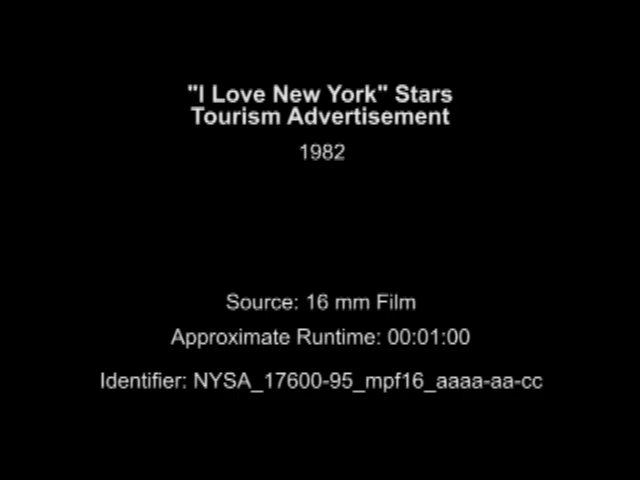 "I Love New York" Stars
Tourism Advertisement
1982
Source: 16 mm Film
Approximate Runtime: 00:01:00
Identifier: NYSA_17600-95_mpf16_aaaa-aa-cc